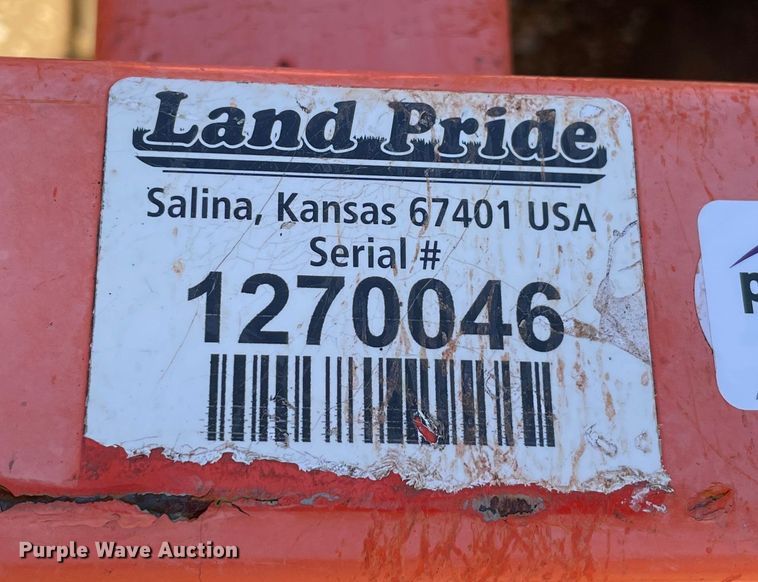 Land Pride
Salina, Kansas 67401 USA
Serial #
1270046
p
Purple Wave Auction